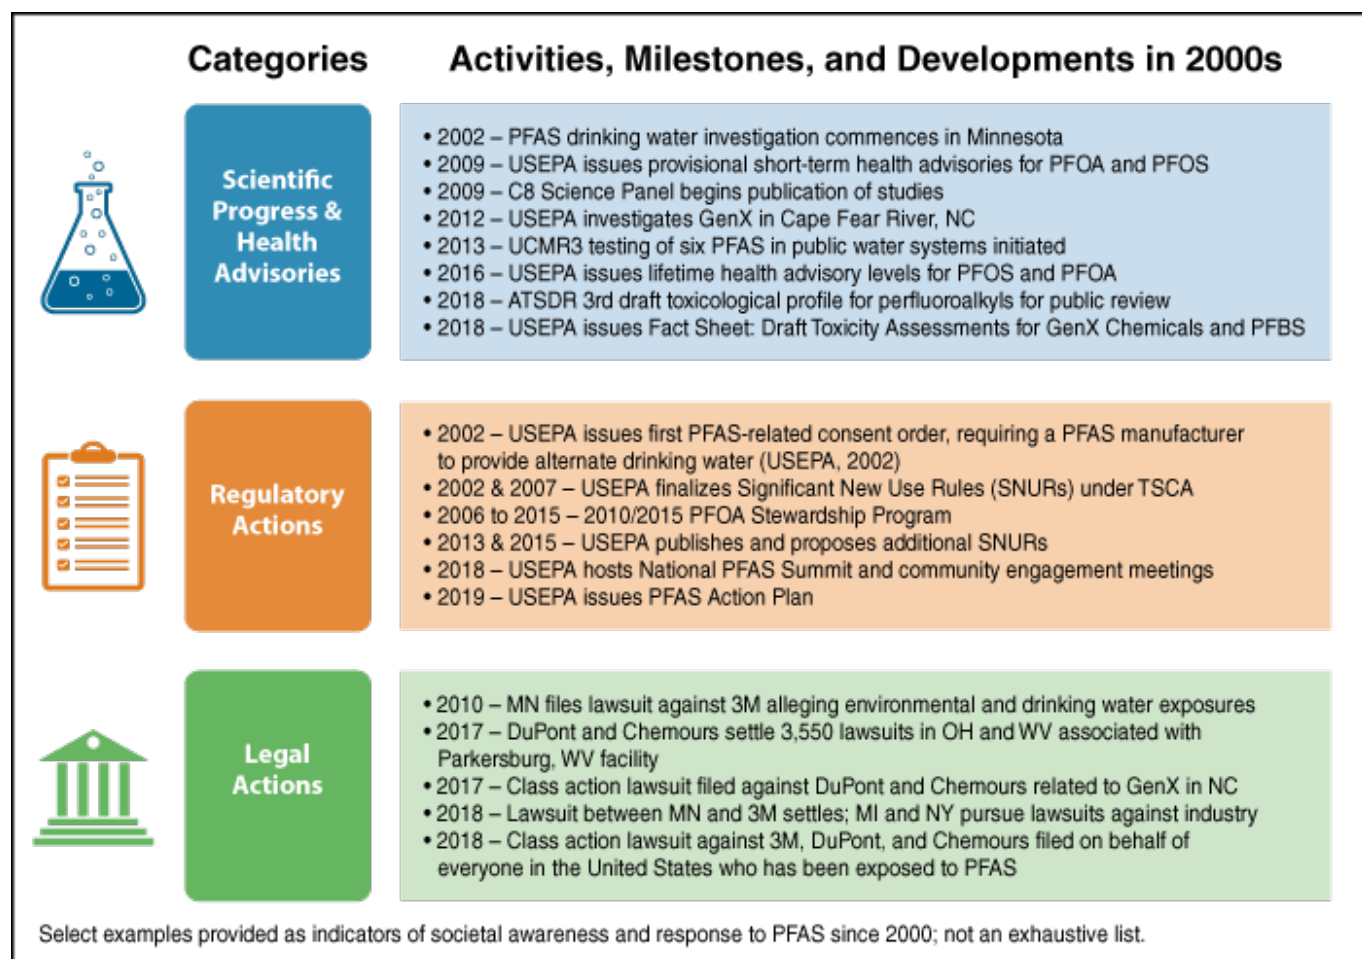 Categories
Activities, Milestones, and Developments in 2000s
Scientific
Progress &
Health
Advisories
• 2002 – PFAS drinking water investigation commences in Minnesota
• 2009 – USEPA issues provisional short-term health advisories for PFOA and PFOS
• 2009 – C8 Science Panel begins publication of studies
• 2012 – USEPA investigates GenX in Cape Fear River, NC
• 2013 – UCMR3 testing of six PFAS in public water systems initiated
• 2016 – USEPA issues lifetime health advisory levels for PFOS and PFOA
• 2018 – ATSDR 3rd draft toxicological profile for perfluoroalkyls for public review
• 2018 – USEPA issues Fact Sheet: Draft Toxicity Assessments for GenX Chemicals and PFBS
Regulatory
Actions
• 2002 – USEPA issues first PFAS-related consent order, requiring a PFAS manufacturer
to provide alternate drinking water (USEPA, 2002)
• 2002 & 2007 – USEPA finalizes Significant New Use Rules (SNURs) under TSCA
• 2006 to 2015 – 2010/2015 PFOA Stewardship Program
• 2013 & 2015 – USEPA publishes and proposes additional SNURs
• 2018 – USEPA hosts National PFAS Summit and community engagement meetings
• 2019 – USEPA issues PFAS Action Plan
Legal
Actions
• 2010 – MN files lawsuit against 3M alleging environmental and drinking water exposures
• 2017 – DuPont and Chemours settle 3,550 lawsuits in OH and WV associated with
Parkersburg, WV facility
• 2017 – Class action lawsuit filed against DuPont and Chemours related to GenX in NC
• 2018 – Lawsuit between MN and 3M settles; MI and NY pursue lawsuits against industry
• 2018 – Class action lawsuit against 3M, DuPont, and Chemours filed on behalf of
everyone in the United States who has been exposed to PFAS
Select examples provided as indicators of societal awareness and response to PFAS since 2000; not an exhaustive list.